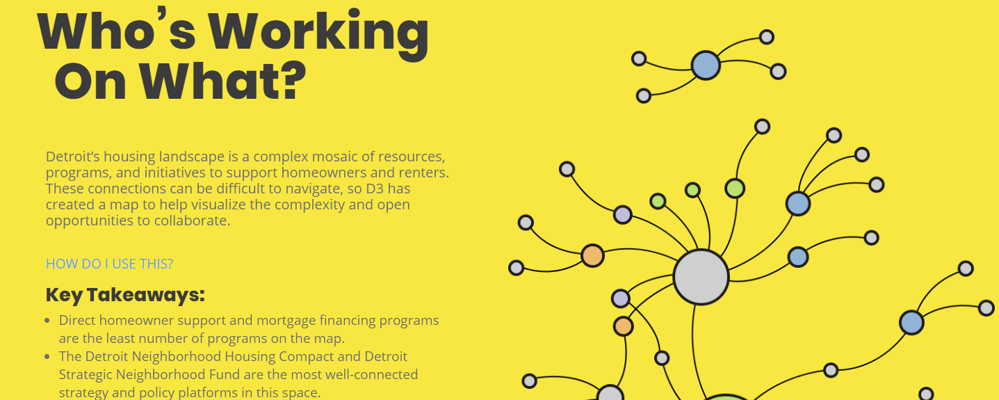 Who’s Working
On What?
Detroit’s housing landscape is a complex mosaic of resources,
programs, and initiatives to support homeowners and renters.
These connections can be difficult to navigate, so D3 has
created a map to help visualize the complexity and open
opportunities to collaborate.
HOW DO I USE THIS?
Key Takeaways:
• Direct homeowner support and mortgage financing programs
are the least number of programs on the map.
• The Detroit Neighborhood Housing Compact and Detroit
Strategic Neighborhood Fund are the most well-connected
strategy and policy platforms in this space.